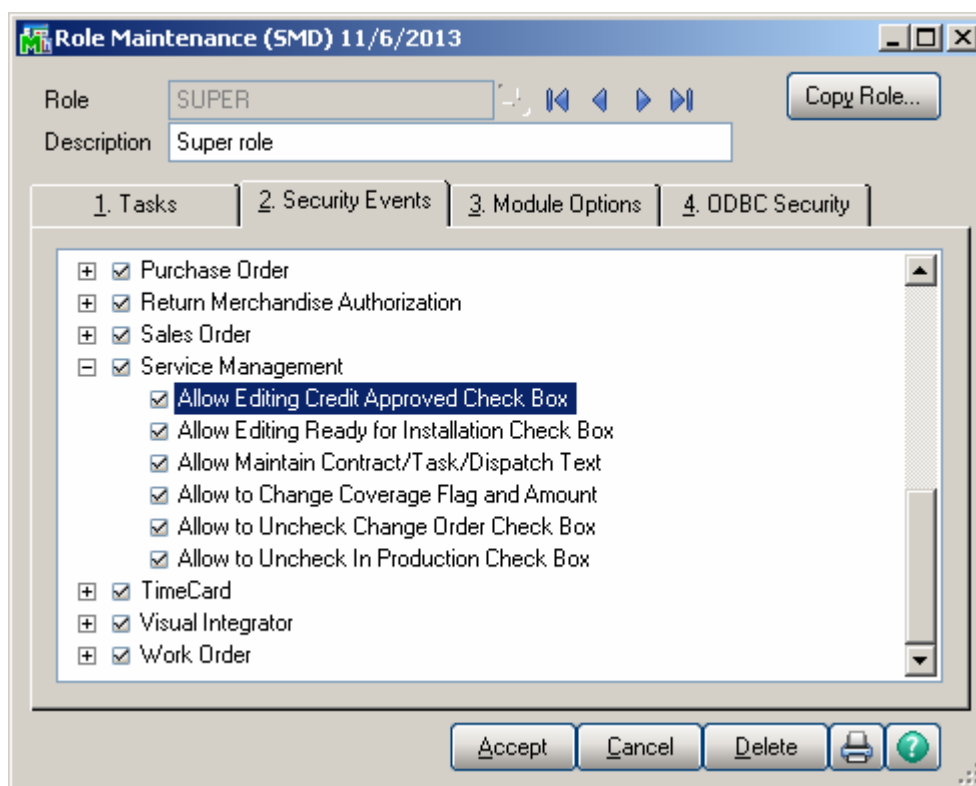 Role Maintenance (SMD) 11/6/2013
Role SUPER Copy Role...
Description Super role
1. Tasks 2. Security Events 3. Module Options 4. ODBC Security
Purchase Order
Return Merchandise Authorization
Sales Order
Service Management
Allow Editing Credit Approved Check Box
Allow Editing Ready for Installation Check Box
Allow Maintain Contract/Task/Dispatch Text
Allow to Change Coverage Flag and Amount
Allow to Uncheck Change Order Check Box
Allow to Uncheck In Production Check Box
TimeCard
Visual Integrator
Work Order
Accept Cancel Delete